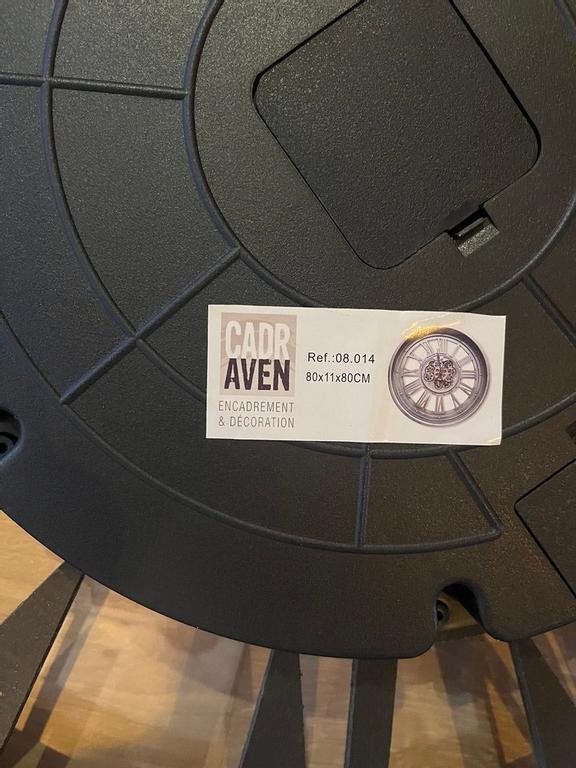 CADR
AVEN
ENCADREMENT
& DÉCORATION
Ref.:08.014
80x11x80CM